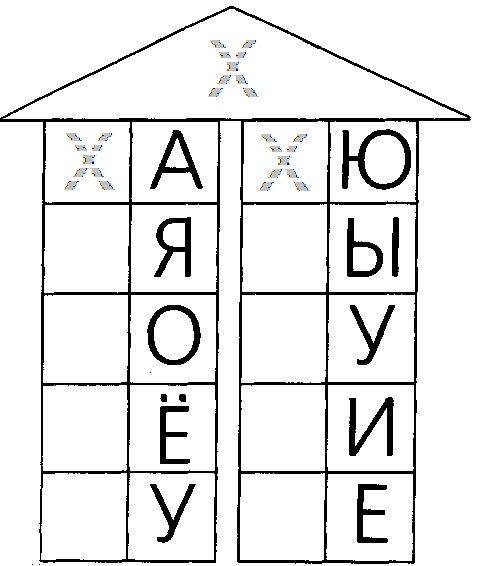 Х
Х А Х Ю
Я Ы
О У
Ё И
У Е